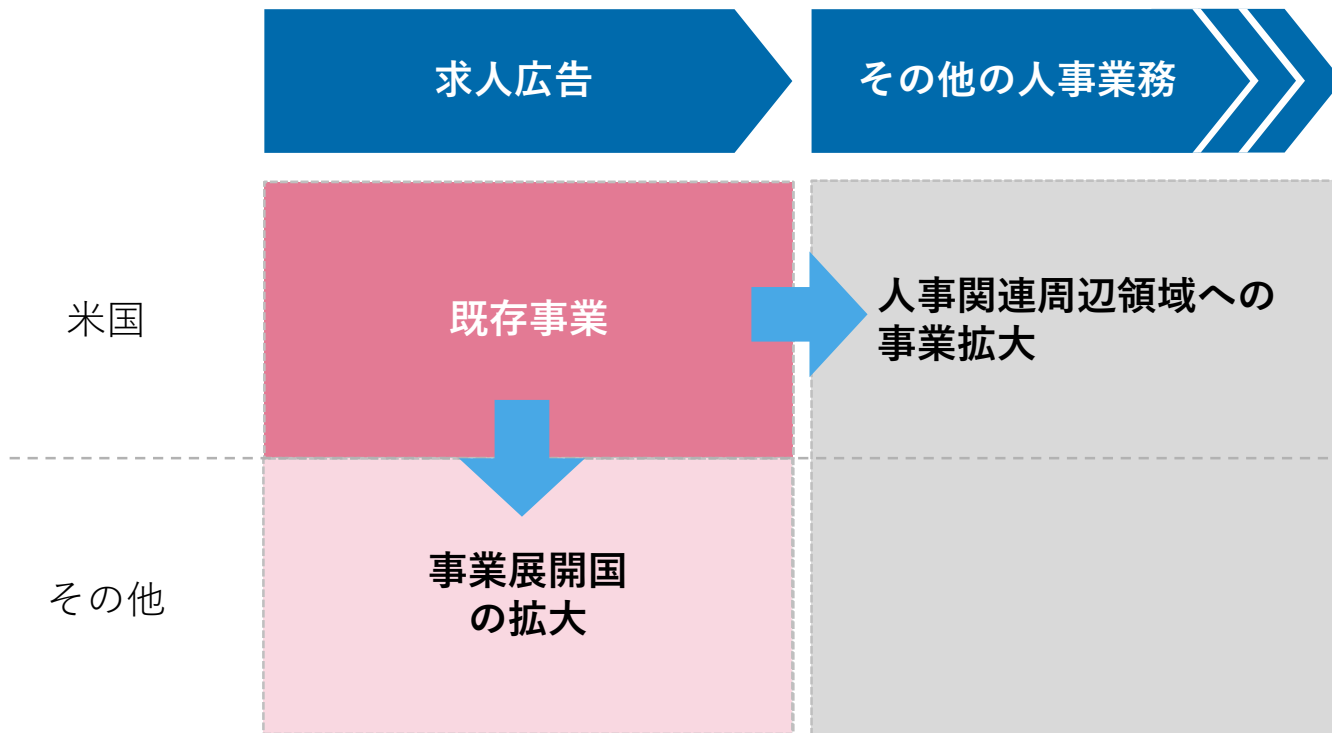 求人広告
その他の人事業務
米国
既存事業
人事関連周辺領域への
事業拡大
その他
事業展開国
の拡大